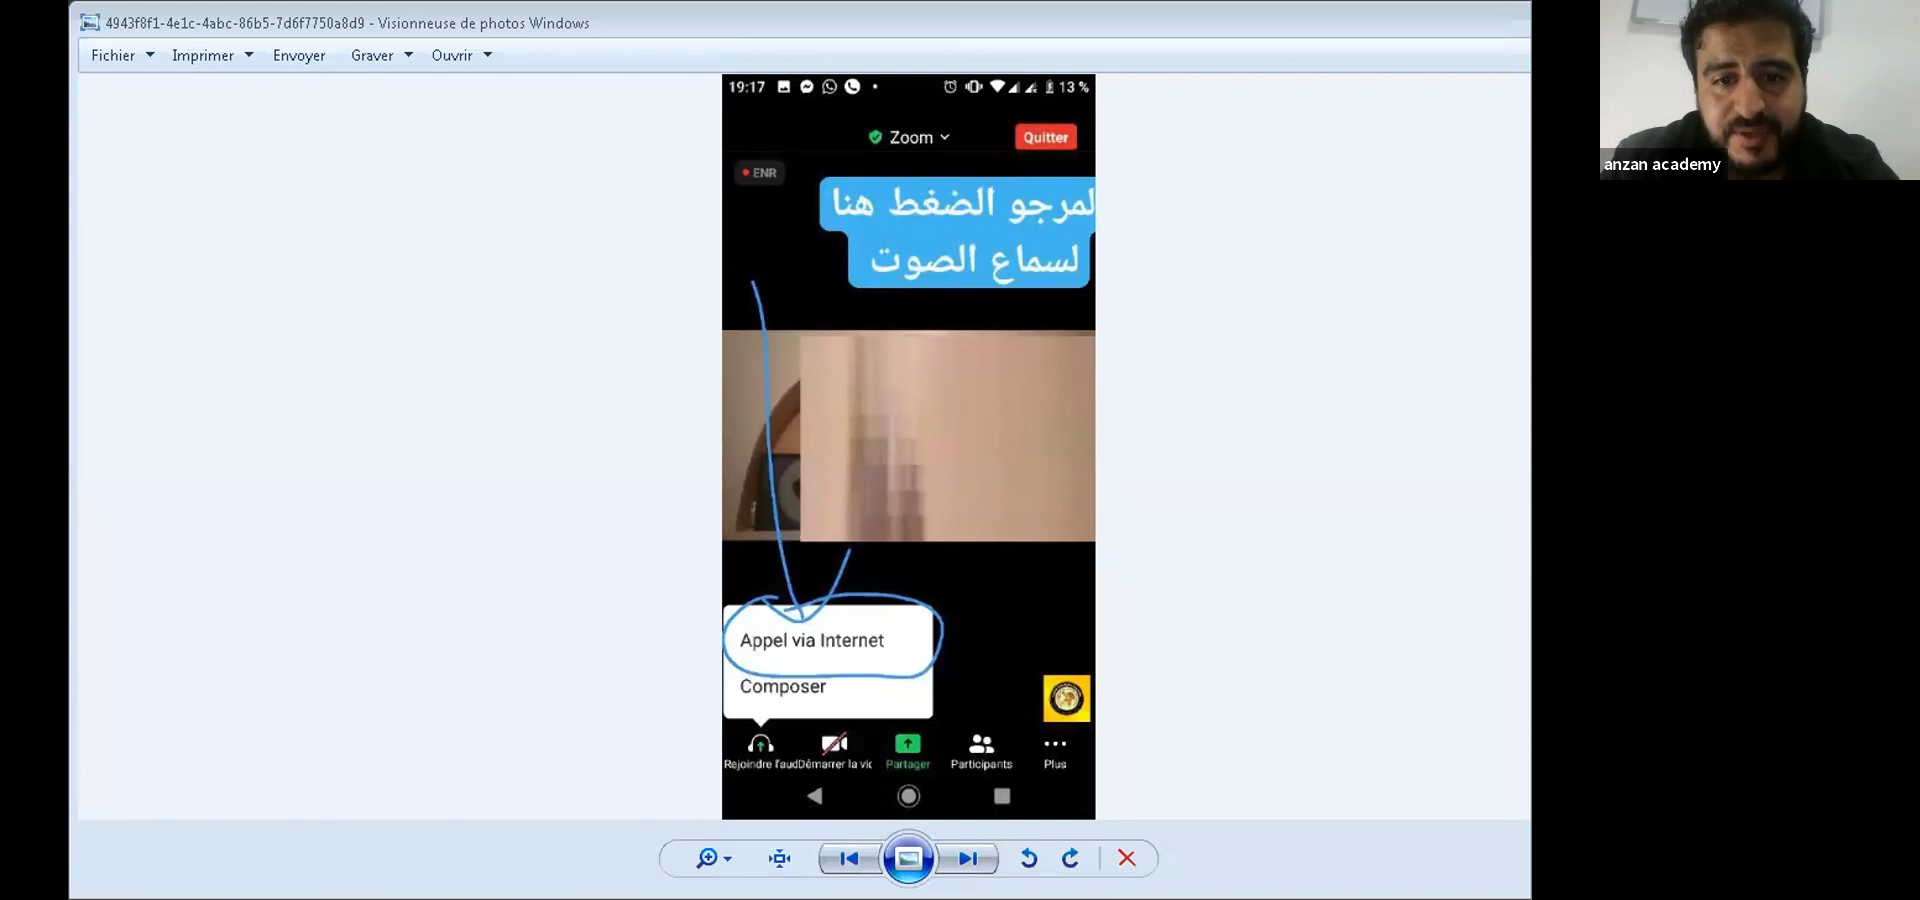 4943f8f1-4e1c-4abc-86b5-7d6f7750a8d9 - Visionneuse de photos Windows
Fichier Imprimer Envoyer Graver Ouvrir
19:17 13 %
Zoom Quitter
ENR
لمرجو الضغط هنا
لسماع الصوت
Appel via Internet
Composer
Rejoindre l'aud Démarrer la vic Partager Participants Plus
anzan academy